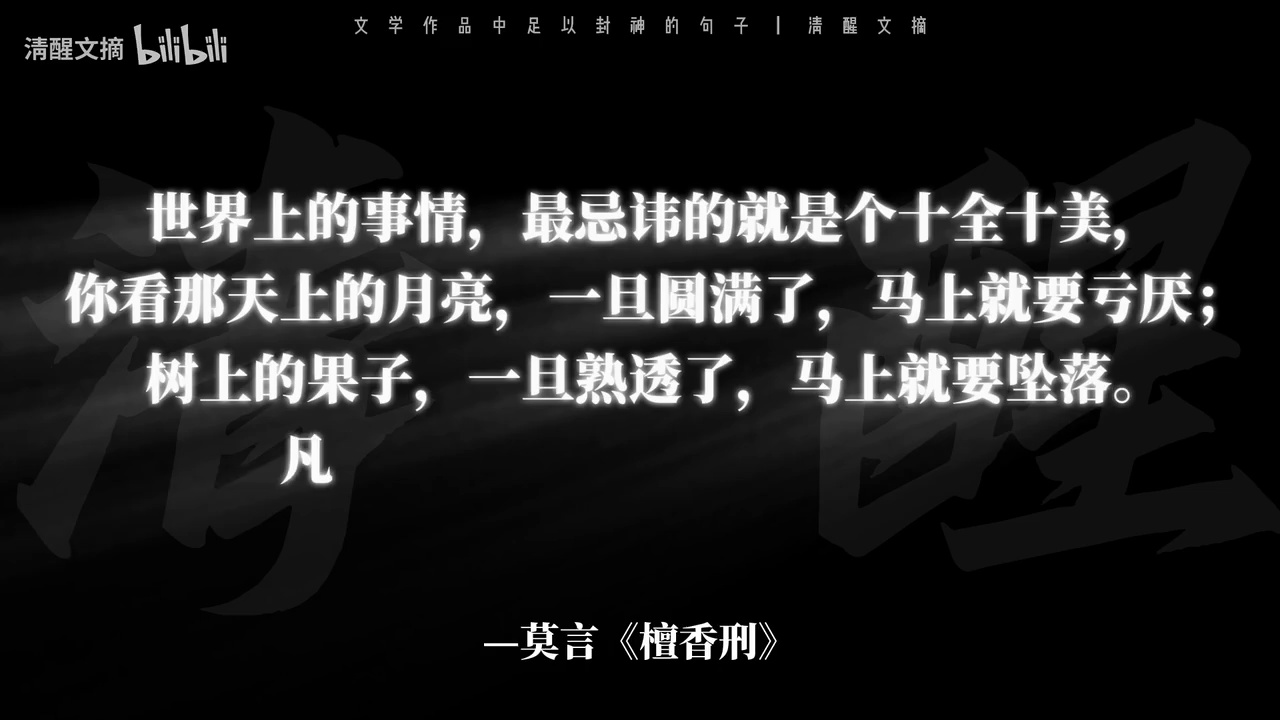 文学作品中足以封神的句子 | 清醒文摘
清醒文摘 bilibili
清醒
世界上的事情，最忌讳的就是个十全十美，
你看那天上的月亮，一旦圆满了，马上就要亏厌；
树上的果子，一旦熟透了，马上就要坠落。
凡
—莫言《檀香刑》